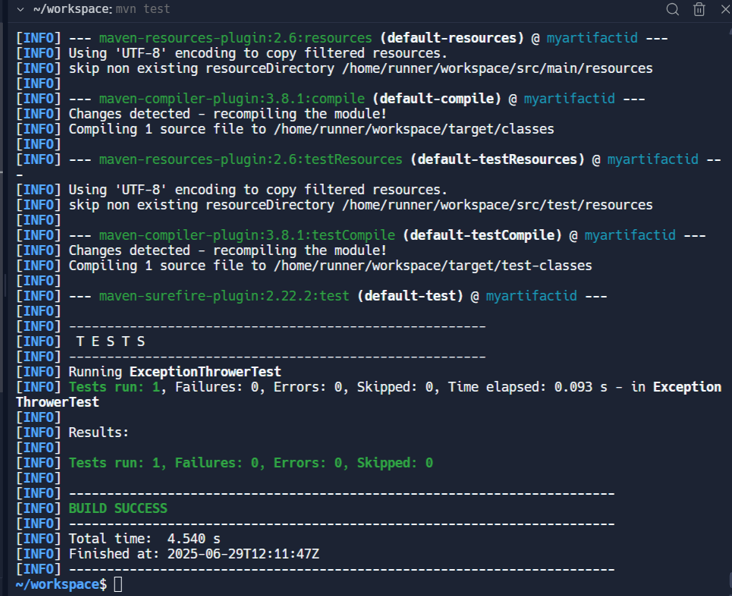 ~/workspace: mvn test
[INFO] --- maven-resources-plugin:2.6:resources (default-resources) @ myartifactid ---
[INFO] Using 'UTF-8' encoding to copy filtered resources.
[INFO] skip non existing resourceDirectory /home/runner/workspace/src/main/resources
[INFO]
[INFO] --- maven-compiler-plugin:3.8.1:compile (default-compile) @ myartifactid ---
[INFO] Changes detected - recompiling the module!
[INFO] Compiling 1 source file to /home/runner/workspace/target/classes
[INFO]
[INFO] --- maven-resources-plugin:2.6:testResources (default-testResources) @ myartifactid --
-
[INFO] Using 'UTF-8' encoding to copy filtered resources.
[INFO] skip non existing resourceDirectory /home/runner/workspace/src/test/resources
[INFO]
[INFO] --- maven-compiler-plugin:3.8.1:testCompile (default-testCompile) @ myartifactid ---
[INFO] Changes detected - recompiling the module!
[INFO] Compiling 1 source file to /home/runner/workspace/target/test-classes
[INFO]
[INFO] --- maven-surefire-plugin:2.22.2:test (default-test) @ myartifactid ---
[INFO]
[INFO] -------------------------------------------------------
[INFO]  T E S T S
[INFO] -------------------------------------------------------
[INFO] Running ExceptionThrowerTest
[INFO] Tests run: 1, Failures: 0, Errors: 0, Skipped: 0, Time elapsed: 0.093 s - in Exception
ThrowerTest
[INFO]
[INFO] Results:
[INFO]
[INFO] Tests run: 1, Failures: 0, Errors: 0, Skipped: 0
[INFO]
[INFO] ------------------------------------------------------------------------
[INFO] BUILD SUCCESS
[INFO] ------------------------------------------------------------------------
[INFO] Total time:  4.540 s
[INFO] Finished at: 2025-06-29T12:11:47Z
[INFO] ------------------------------------------------------------------------
~/workspace$